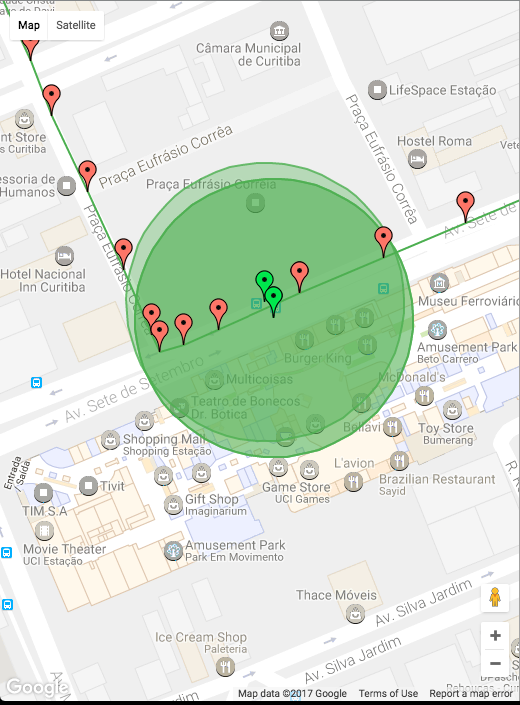 Map Satellite
Câmara Municipal
de Curitiba
LifeSpace Estação
nt Store
s Curitiba
Praça Eufrásio Corrêa
Praça Eufrásio Corrêa
Hostel Roma
Vete
essoria de
Humanos
Praça Eufrásio Correia
Praça Eufrásio Corrêa
Av. Sete de
Hotel Nacional
Inn Curitiba
Museu Ferroviário
Amusement Park
Beto Carrero
Burger King
McDonald's
Multicoisas
Av. Sete de Setembro
Teatro de Bonecos
Dr. Botica
Toy Store
Bumerang
Shopping Mall
Shopping Estação
L'avion
Entrada
/ Saída
Tivit
Game Store
UCI Games
Brazilian Restaurant
Sayid
TIM S.A
Gift Shop
Imaginarium
Movie Theater
UCI Estação
Amusement Park
Park Em Movimento
Thace Móveis
Av. Silva Jardim
Ice Cream Shop
Paleteria
Av. Silva Jardim
+
−
Google
Map data ©2017 Google Terms of Use Report a map error